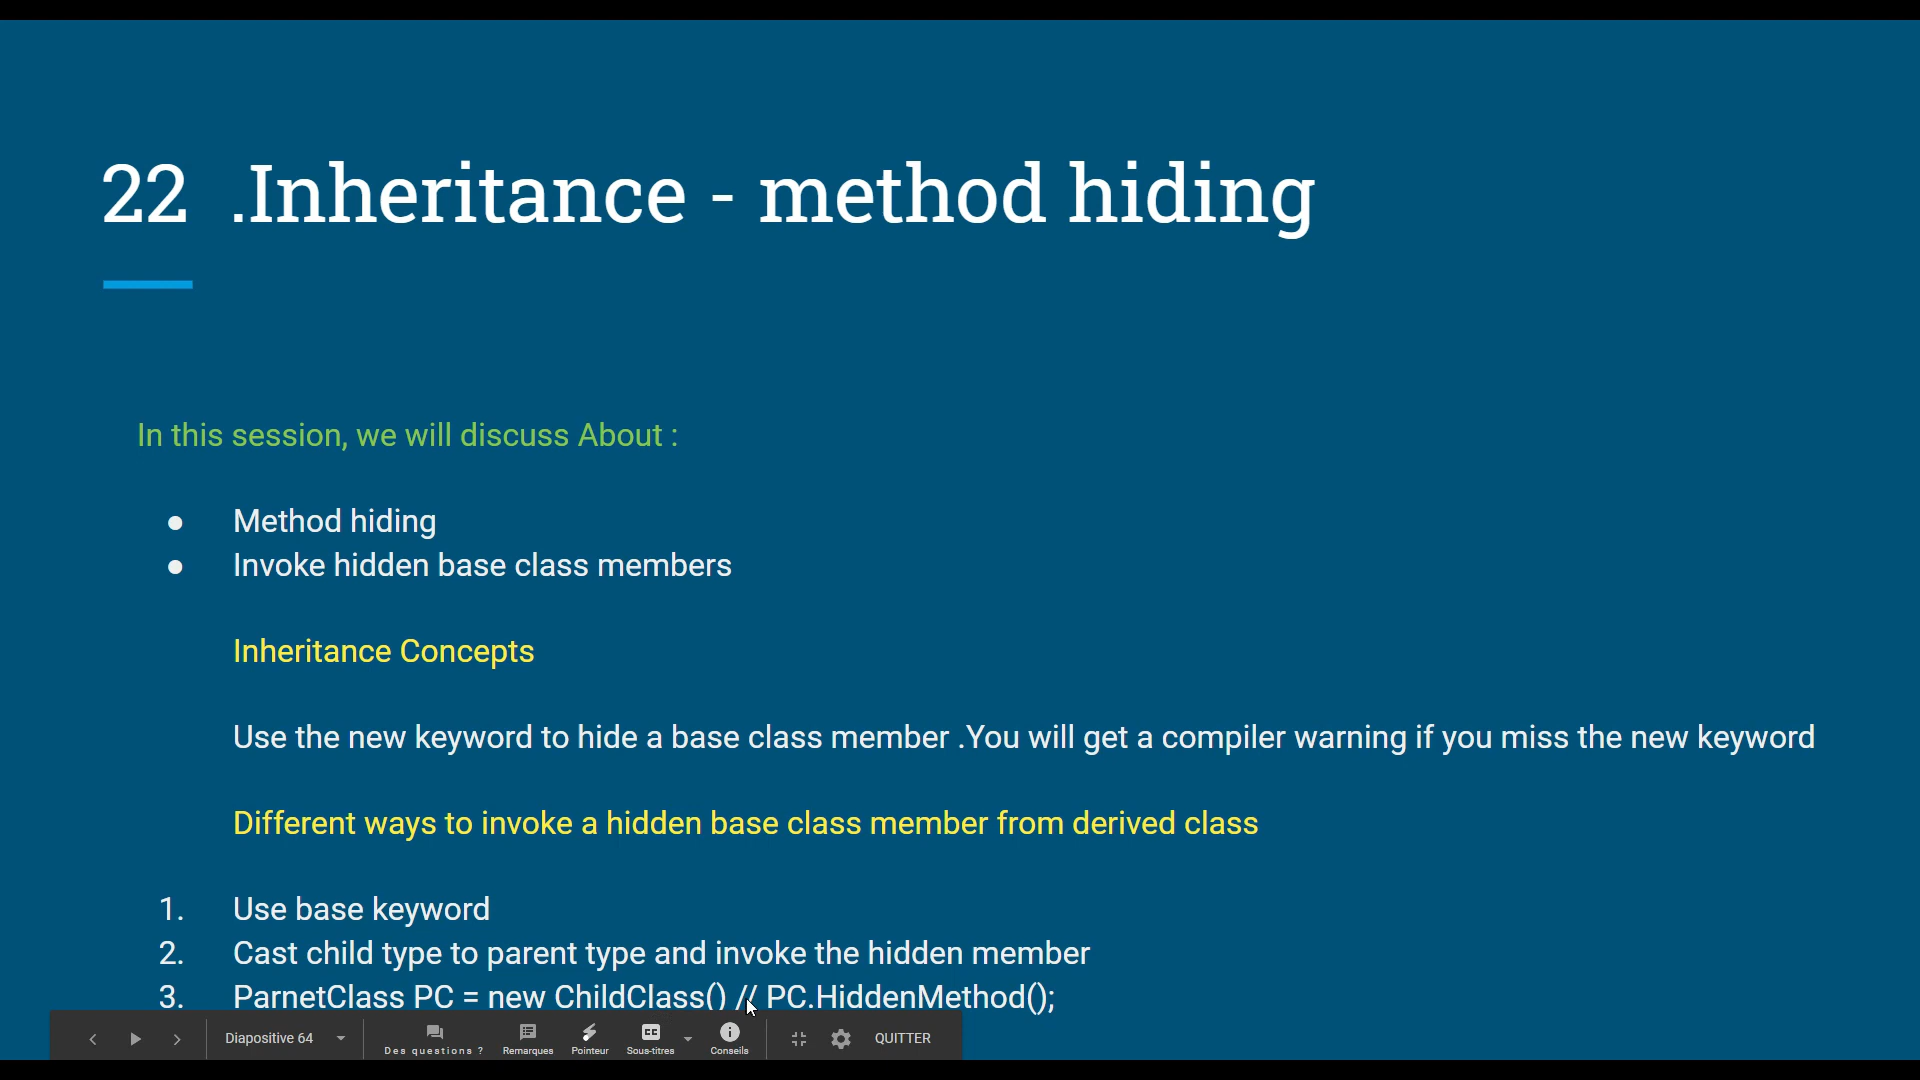 22 .Inheritance - method hiding
In this session, we will discuss About :
● Method hiding
● Invoke hidden base class members
Inheritance Concepts
Use the new keyword to hide a base class member .You will get a compiler warning if you miss the new keyword
Different ways to invoke a hidden base class member from derived class
1. Use base keyword
2. Cast child type to parent type and invoke the hidden member
3. ParnetClass PC = new ChildClass() // PC.HiddenMethod();
Diapositive 64
Des questions ?
Remarques
Pointeur
CC
Sous-titres
Conseils
QUITTER